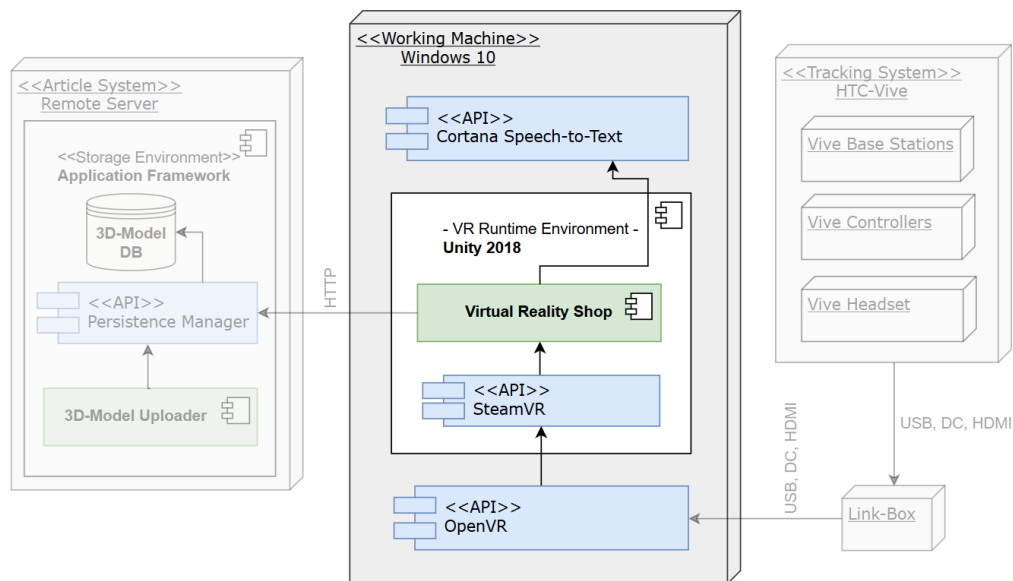 <<Article System>>
Remote Server
<<Storage Environment>>
Application Framework
3D-Model
DB
<<API>>
Persistence Manager
3D-Model Uploader
HTTP
<<Working Machine>>
Windows 10
<<API>>
Cortana Speech-to-Text
- VR Runtime Environment -
Unity 2018
Virtual Reality Shop
<<API>>
SteamVR
<<API>>
OpenVR
USB, DC, HDMI
<<Tracking System>>
HTC-Vive
Vive Base Stations
Vive Controllers
Vive Headset
USB, DC, HDMI
Link-Box